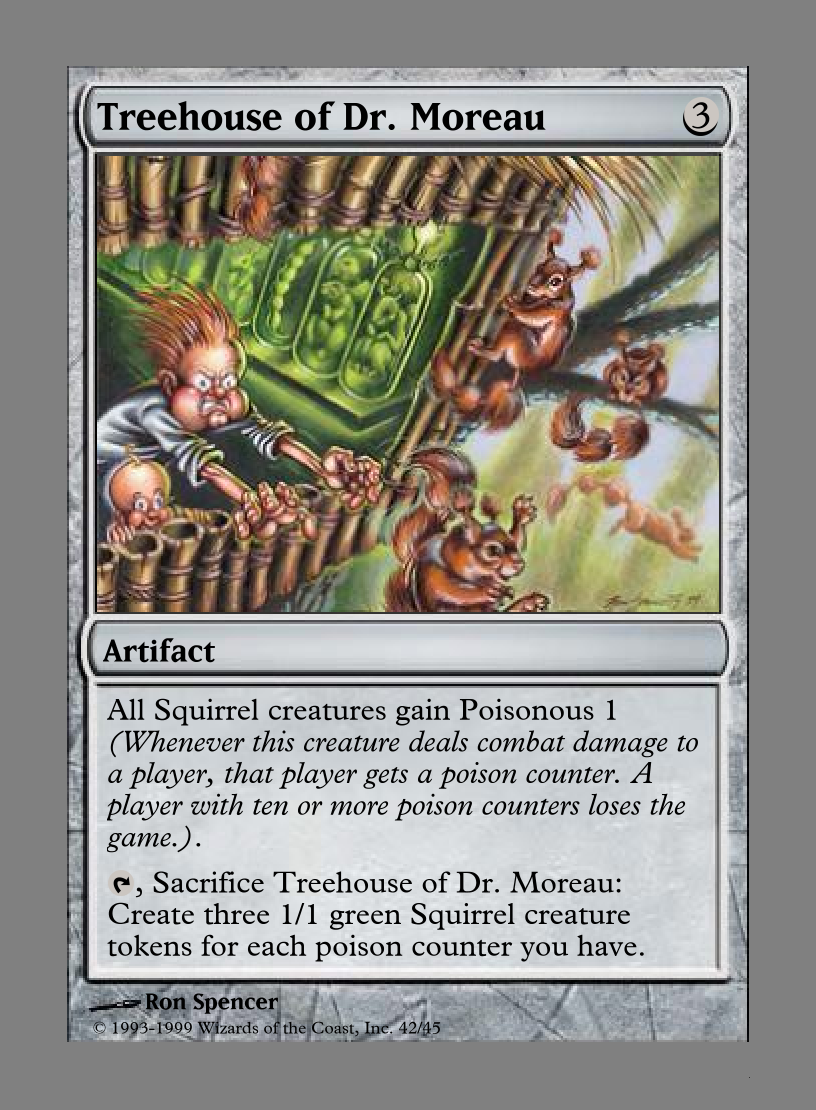 Treehouse of Dr. Moreau 3
Artifact
All Squirrel creatures gain Poisonous 1
(Whenever this creature deals combat damage to
a player, that player gets a poison counter. A
player with ten or more poison counters loses the
game.).
, Sacrifice Treehouse of Dr. Moreau:
Create three 1/1 green Squirrel creature
tokens for each poison counter you have.
Ron Spencer
© 1993-1999 Wizards of the Coast, Inc. 42/45